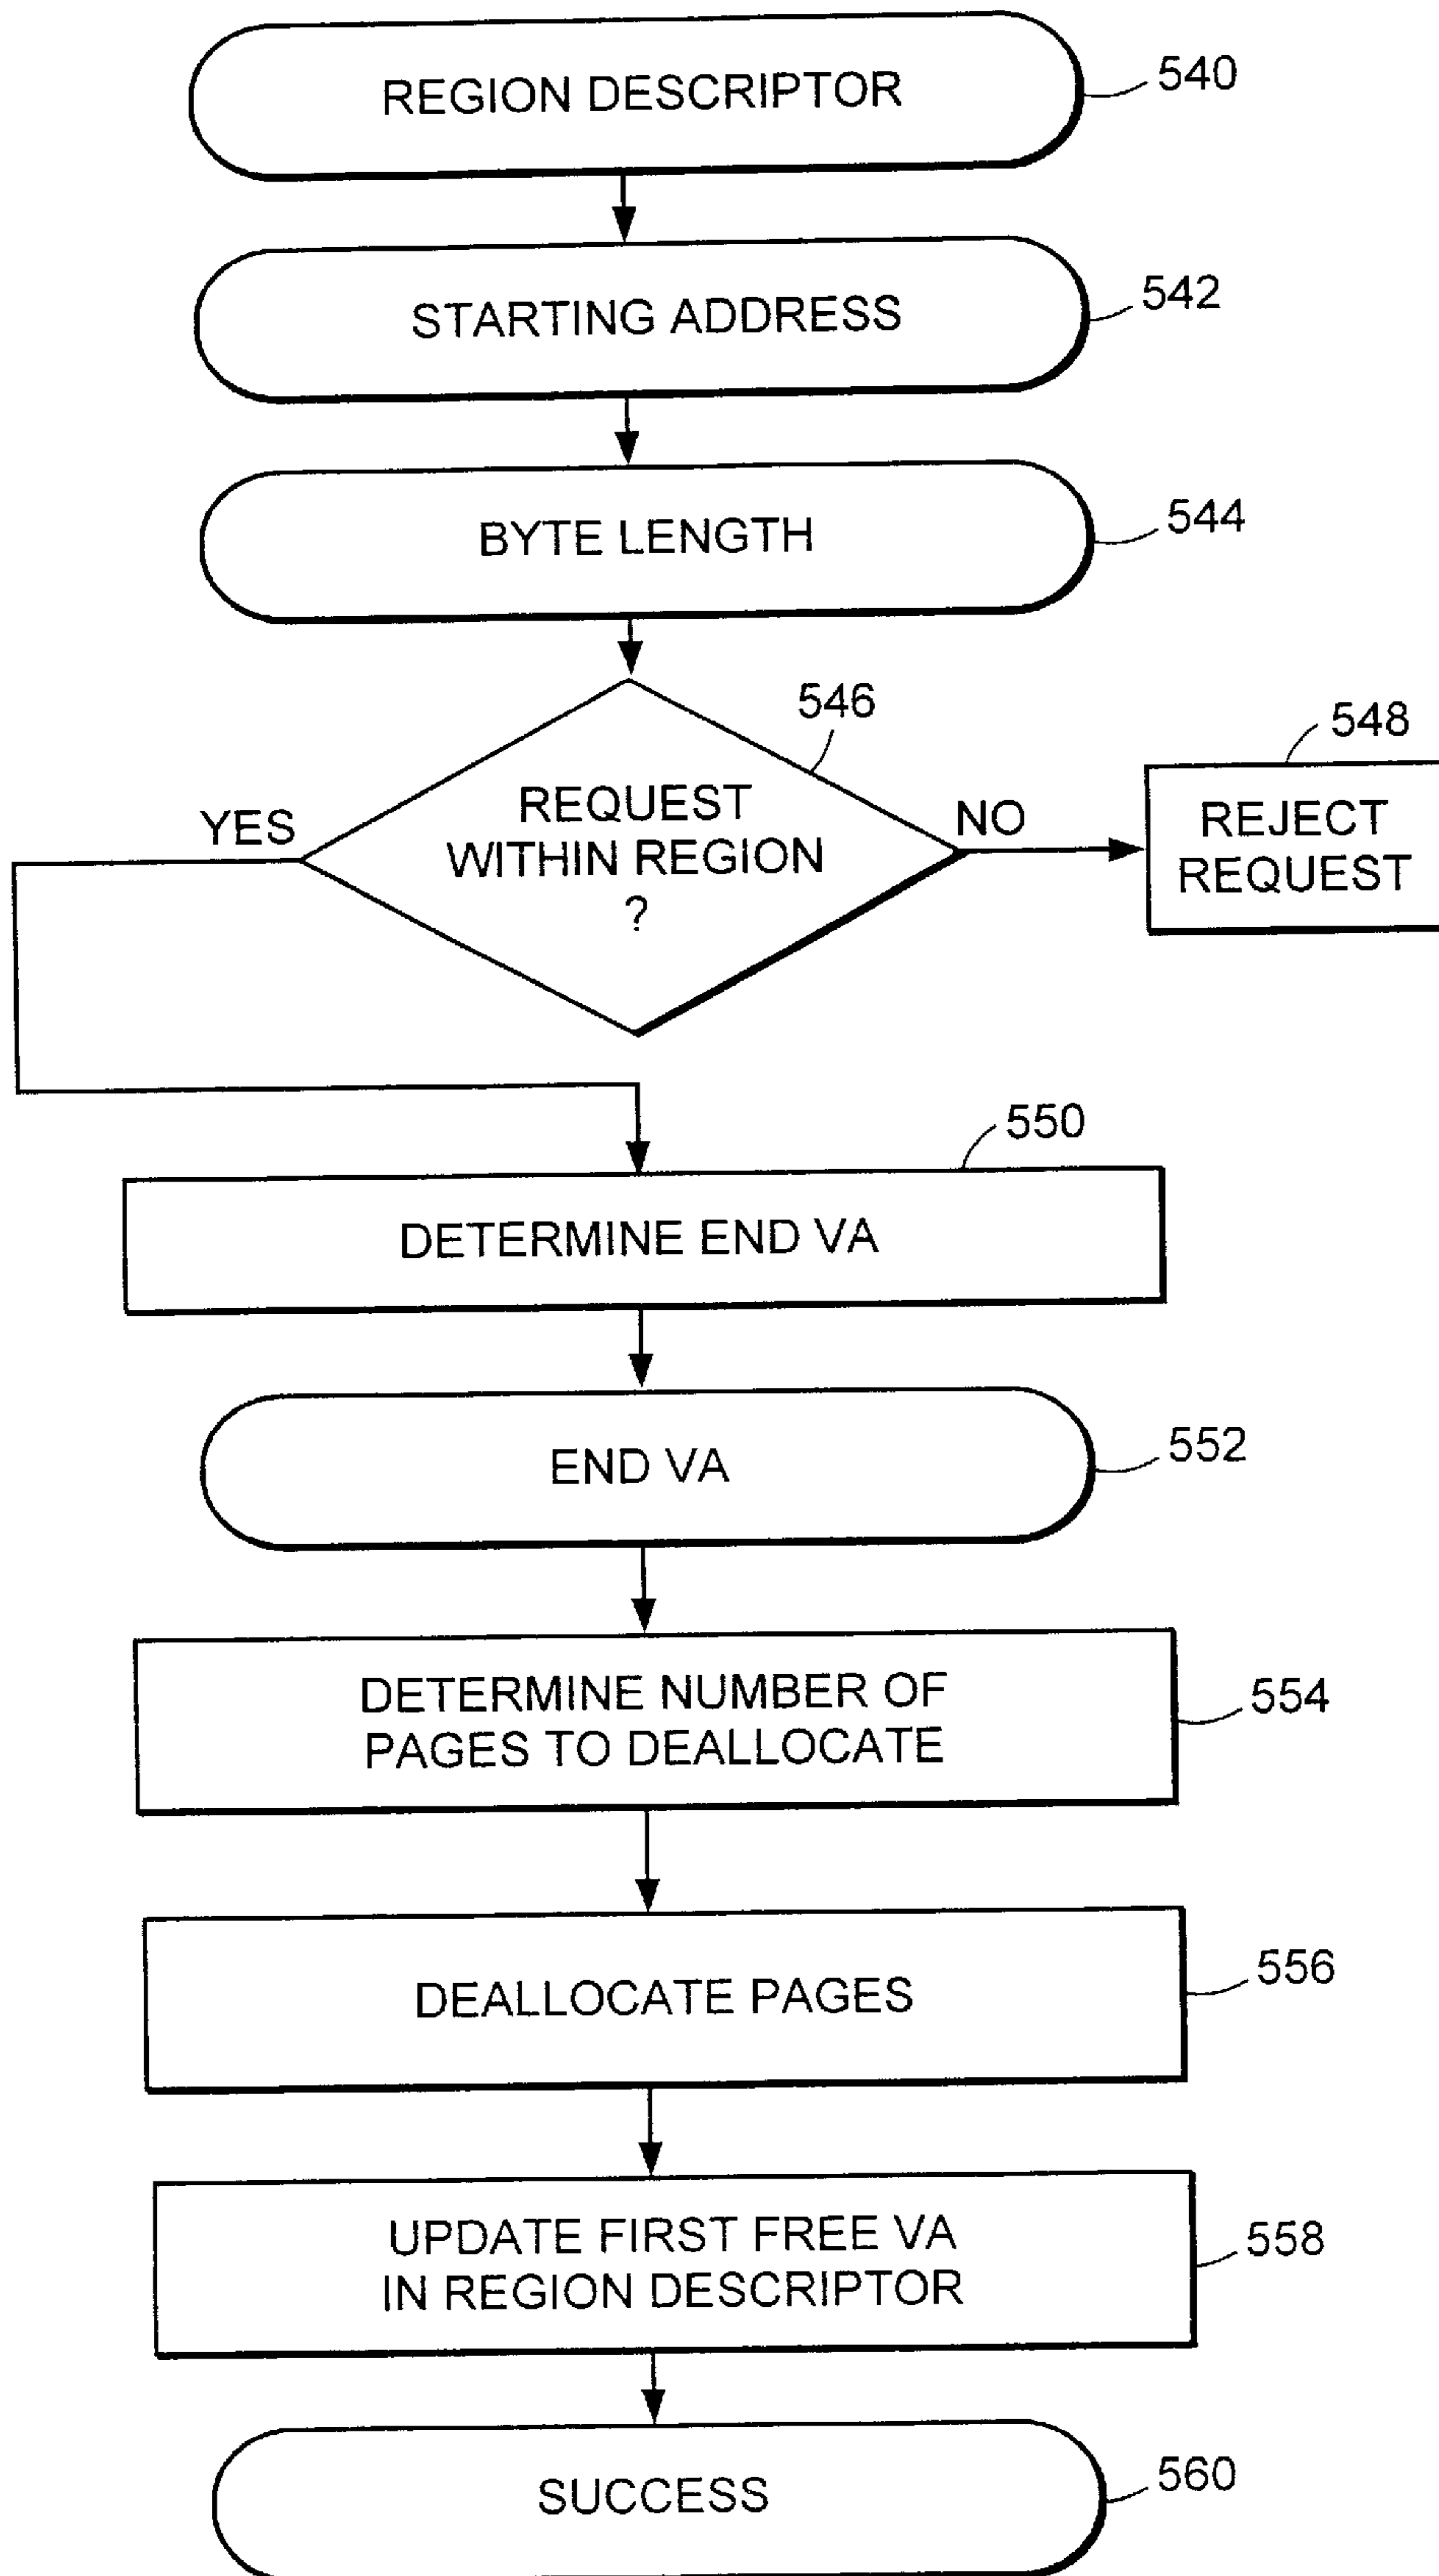 REGION DESCRIPTOR
540
STARTING ADDRESS
542
BYTE LENGTH
544
546
548
YES
REQUEST
WITHIN REGION
?
NO
REJECT
REQUEST
550
DETERMINE END VA
END VA
552
DETERMINE NUMBER OF
PAGES TO DEALLOCATE
554
DEALLOCATE PAGES
556
UPDATE FIRST FREE VA
IN REGION DESCRIPTOR
558
SUCCESS
560